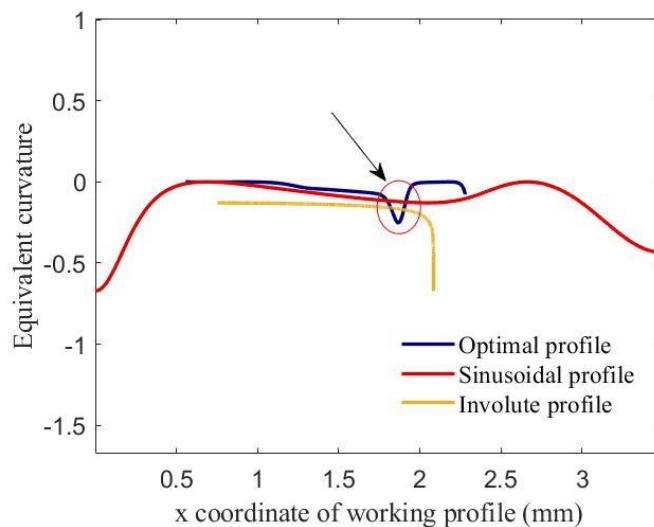 1
0.5
0
-0.5
-1
-1.5
Equivalent curvature
Optimal profile
Sinusoidal profile
Involute profile
0.5 1 1.5 2 2.5 3
x coordinate of working profile (mm)